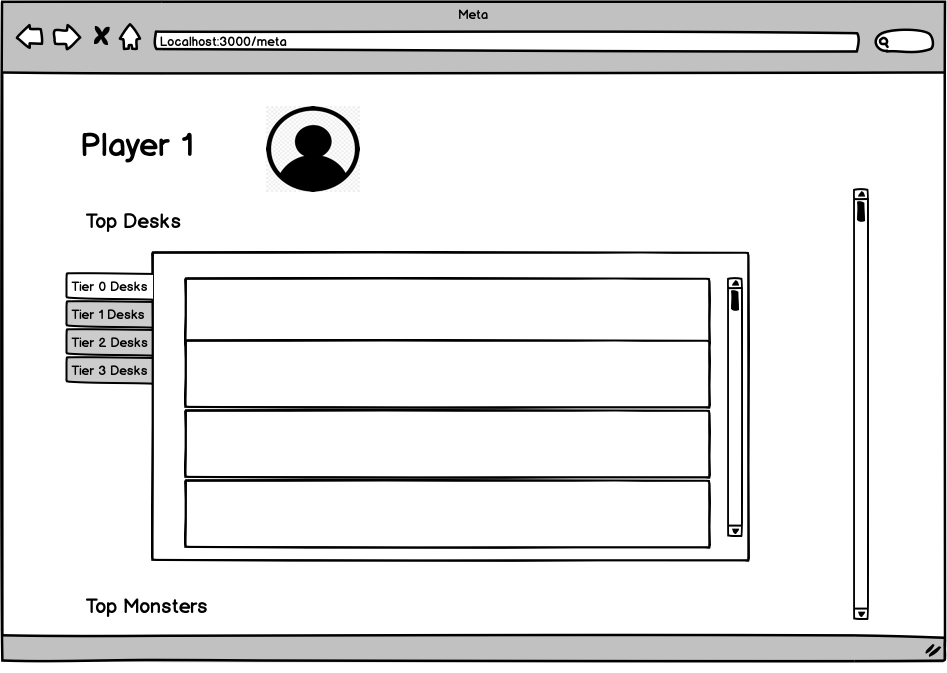 Meta
Localhost:3000/meta
Player 1
Top Desks
Tier 0 Desks
Tier 1 Desks
Tier 2 Desks
Tier 3 Desks
Top Monsters